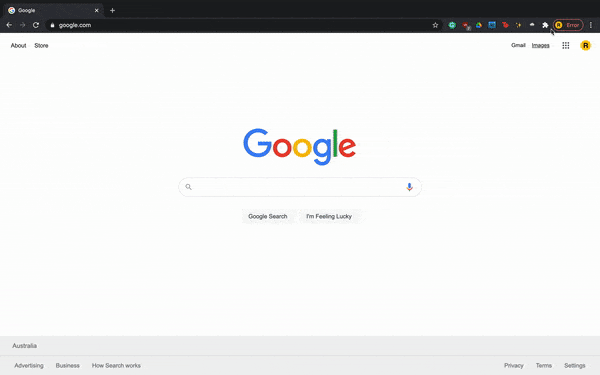 Google
google.com
R Error
About Store Gmail Images R
Google
Google Search I'm Feeling Lucky
Australia
Advertising Business How Search works Privacy Terms Settings